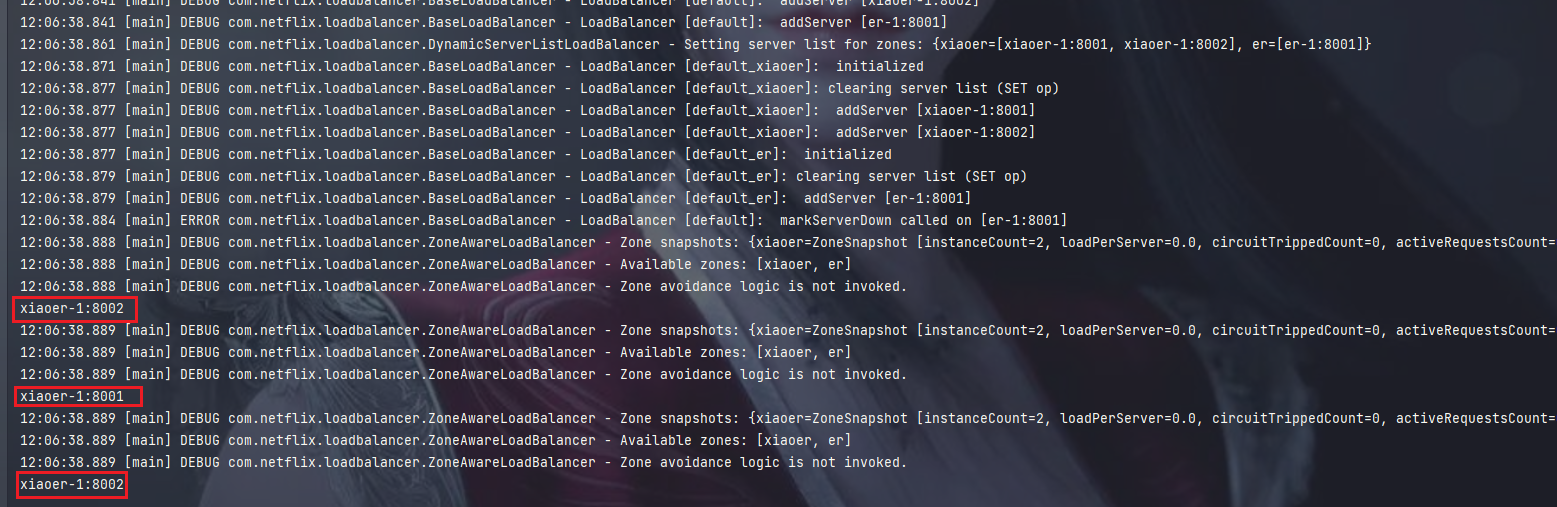 12:06:38.841 [main] DEBUG com.netflix.loadbalancer.BaseLoadBalancer - LoadBalancer [default]:  addServer [xiaoer-1:8002]
12:06:38.841 [main] DEBUG com.netflix.loadbalancer.BaseLoadBalancer - LoadBalancer [default]:  addServer [er-1:8001]
12:06:38.861 [main] DEBUG com.netflix.loadbalancer.DynamicServerListLoadBalancer - Setting server list for zones: {xiaoer=[xiaoer-1:8001, xiaoer-1:8002], er=[er-1:8001]}
12:06:38.871 [main] DEBUG com.netflix.loadbalancer.BaseLoadBalancer - LoadBalancer [default_xiaoer]:  initialized
12:06:38.877 [main] DEBUG com.netflix.loadbalancer.BaseLoadBalancer - LoadBalancer [default_xiaoer]: clearing server list (SET op)
12:06:38.877 [main] DEBUG com.netflix.loadbalancer.BaseLoadBalancer - LoadBalancer [default_xiaoer]:  addServer [xiaoer-1:8001]
12:06:38.877 [main] DEBUG com.netflix.loadbalancer.BaseLoadBalancer - LoadBalancer [default_xiaoer]:  addServer [xiaoer-1:8002]
12:06:38.877 [main] DEBUG com.netflix.loadbalancer.BaseLoadBalancer - LoadBalancer [default_er]:  initialized
12:06:38.879 [main] DEBUG com.netflix.loadbalancer.BaseLoadBalancer - LoadBalancer [default_er]: clearing server list (SET op)
12:06:38.879 [main] DEBUG com.netflix.loadbalancer.BaseLoadBalancer - LoadBalancer [default_er]:  addServer [er-1:8001]
12:06:38.884 [main] ERROR com.netflix.loadbalancer.BaseLoadBalancer - LoadBalancer [default]:  markServerDown called on [er-1:8001]
12:06:38.888 [main] DEBUG com.netflix.loadbalancer.ZoneAwareLoadBalancer - Zone snapshots: {xiaoer=ZoneSnapshot [instanceCount=2, loadPerServer=0.0, circuitTrippedCount=0, activeRequestsCount=
12:06:38.888 [main] DEBUG com.netflix.loadbalancer.ZoneAwareLoadBalancer - Available zones: [xiaoer, er]
12:06:38.888 [main] DEBUG com.netflix.loadbalancer.ZoneAwareLoadBalancer - Zone avoidance logic is not invoked.
xiaoer-1:8002
12:06:38.889 [main] DEBUG com.netflix.loadbalancer.ZoneAwareLoadBalancer - Zone snapshots: {xiaoer=ZoneSnapshot [instanceCount=2, loadPerServer=0.0, circuitTrippedCount=0, activeRequestsCount=
12:06:38.889 [main] DEBUG com.netflix.loadbalancer.ZoneAwareLoadBalancer - Available zones: [xiaoer, er]
12:06:38.889 [main] DEBUG com.netflix.loadbalancer.ZoneAwareLoadBalancer - Zone avoidance logic is not invoked.
xiaoer-1:8001
12:06:38.889 [main] DEBUG com.netflix.loadbalancer.ZoneAwareLoadBalancer - Zone snapshots: {xiaoer=ZoneSnapshot [instanceCount=2, loadPerServer=0.0, circuitTrippedCount=0, activeRequestsCount=
12:06:38.889 [main] DEBUG com.netflix.loadbalancer.ZoneAwareLoadBalancer - Available zones: [xiaoer, er]
12:06:38.889 [main] DEBUG com.netflix.loadbalancer.ZoneAwareLoadBalancer - Zone avoidance logic is not invoked.
xiaoer-1:8002